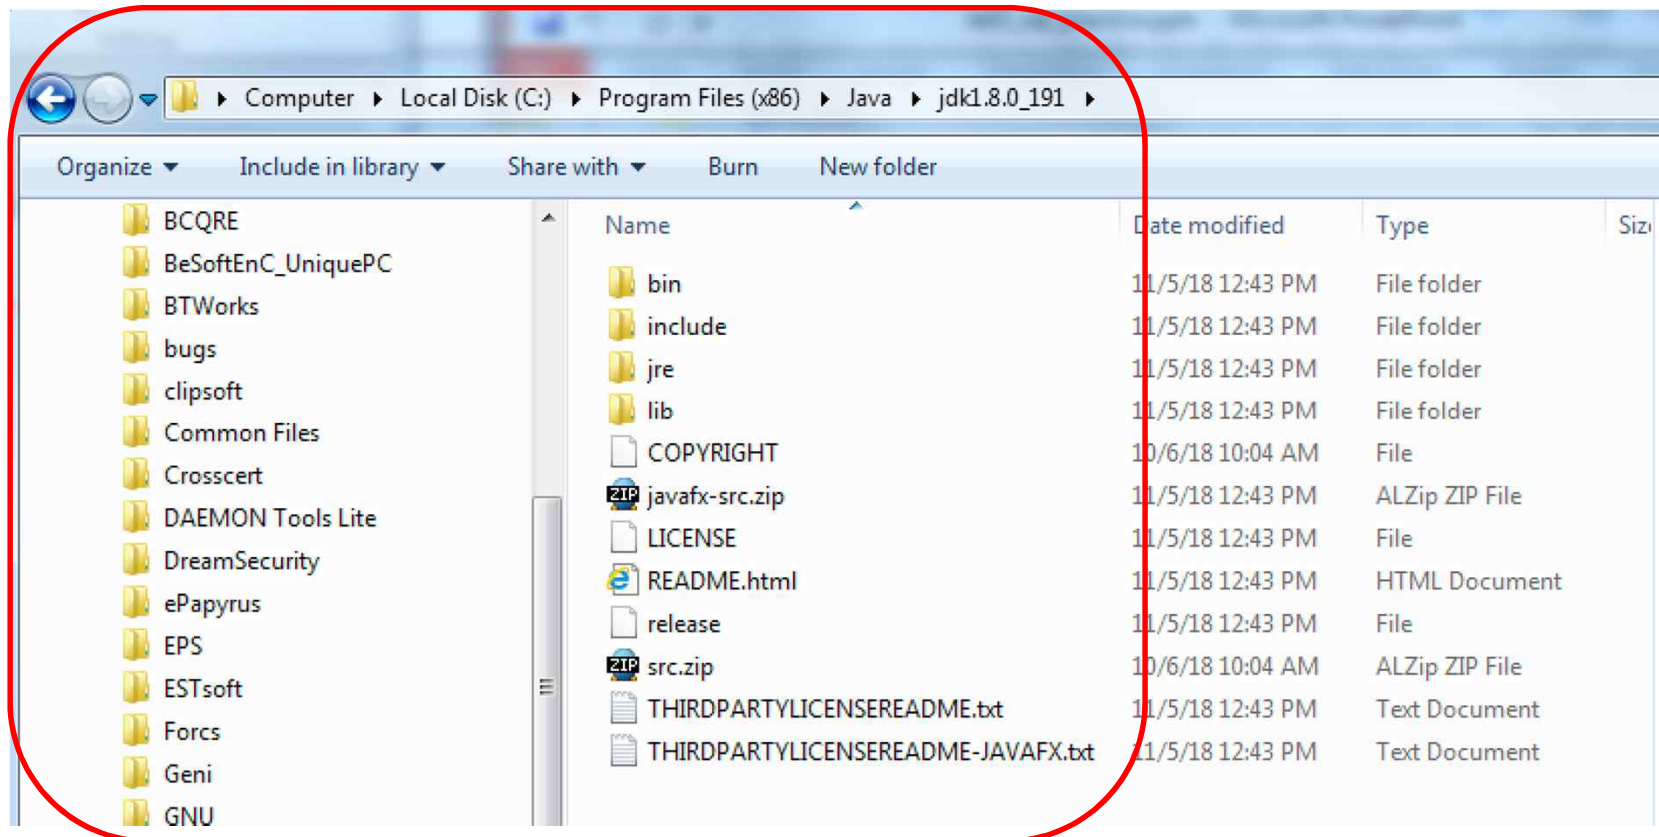 Computer ▸ Local Disk (C:) ▸ Program Files (x86) ▸ Java ▸ jdk1.8.0_191 ▸
Organize Include in library Share with Burn New folder
BCQRE
BeSoftEnC_UniquePC
BTWorks
bugs
clipsoft
Common Files
Crosscert
DAEMON Tools Lite
DreamSecurity
ePapyrus
EPS
ESTsoft
Forcs
Geni
GNU
Name Date modified Type
bin 11/5/18 12:43 PM File folder
include 11/5/18 12:43 PM File folder
jre 11/5/18 12:43 PM File folder
lib 11/5/18 12:43 PM File folder
COPYRIGHT 10/6/18 10:04 AM File
ZIP javafx-src.zip 11/5/18 12:43 PM ALZip ZIP File
LICENSE 11/5/18 12:43 PM File
README.html 11/5/18 12:43 PM HTML Document
release 11/5/18 12:43 PM File
ZIP src.zip 10/6/18 10:04 AM ALZip ZIP File
THIRDPARTYLICENSEREADME.txt 11/5/18 12:43 PM Text Document
THIRDPARTYLICENSEREADME-JAVAFX.txt 11/5/18 12:43 PM Text Document